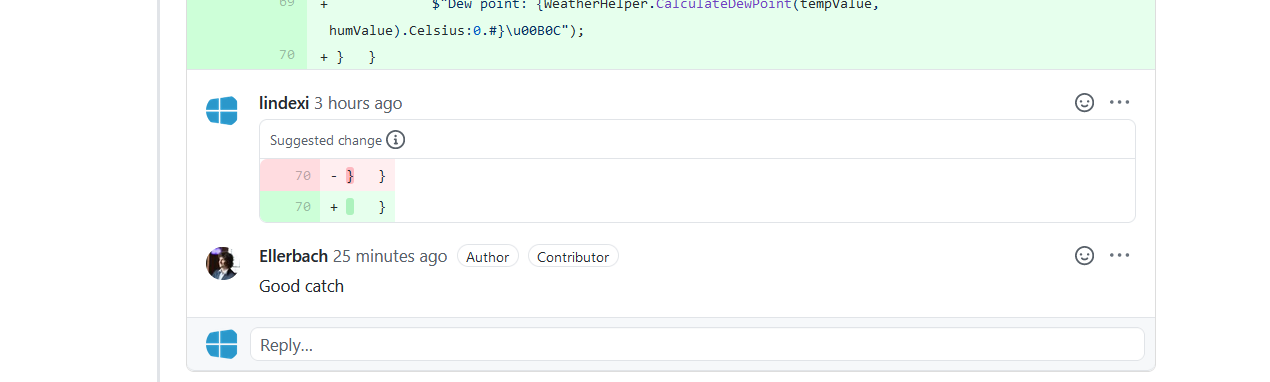 69 + $"Dew point: {WeatherHelper.CalculateDewPoint(tempValue,
humValue).Celsius:0.#}\u00B0C");
70 + }   }
lindexi 3 hours ago
Suggested change
70 - }   }
70 +     }
Ellerbach 25 minutes ago Author Contributor
Good catch
Reply...